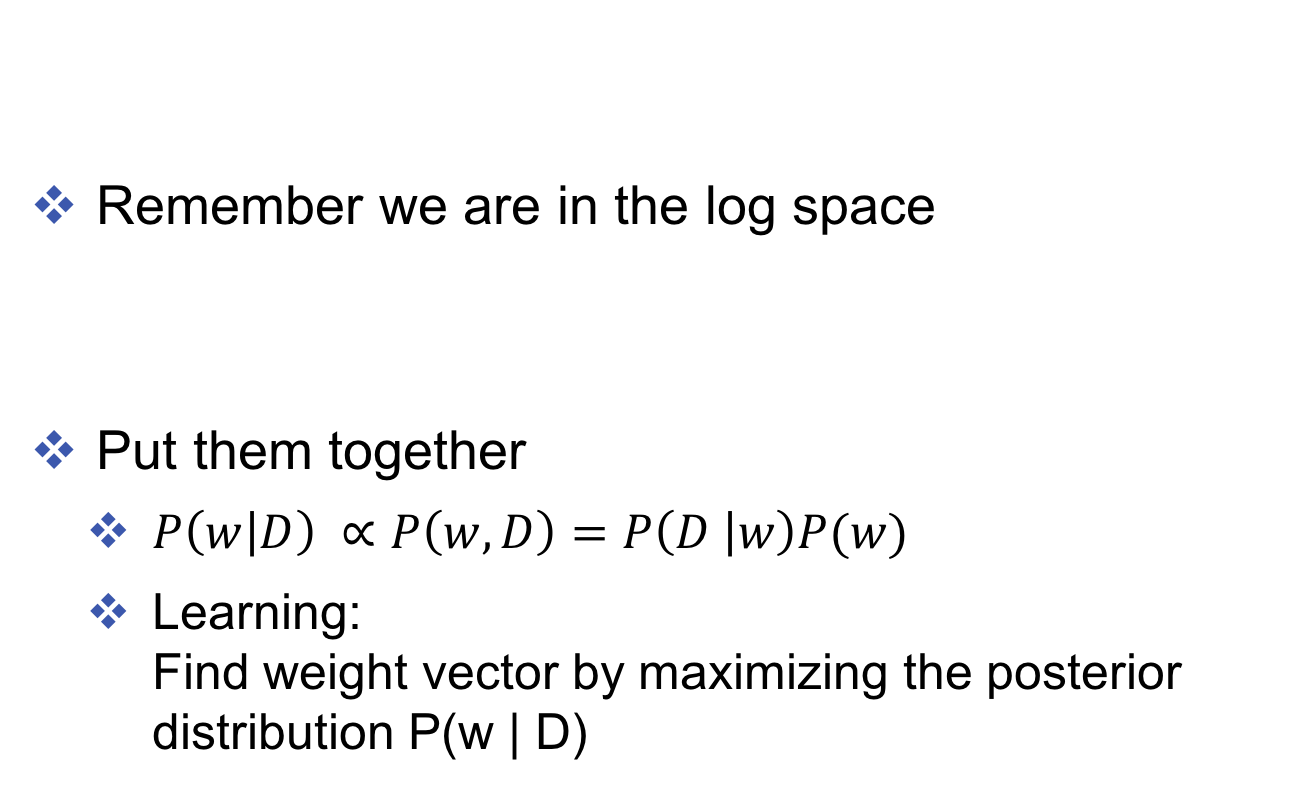 ❖ Remember we are in the log space
❖ Put them together
❖ P(w|D) ∝ P(w, D) = P(D |w)P(w)
❖ Learning:
Find weight vector by maximizing the posterior
distribution P(w | D)